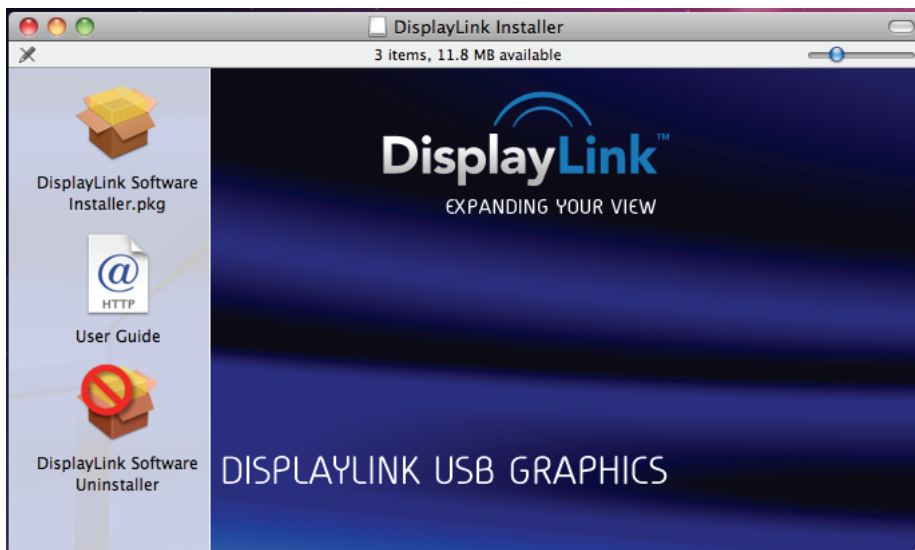 DisplayLink Installer
3 items, 11.8 MB available
DisplayLink Software
Installer.pkg
@
HTTP
User Guide
DisplayLink Software
Uninstaller
DisplayLink™
EXPANDING YOUR VIEW
DISPLAYLINK USB GRAPHICS